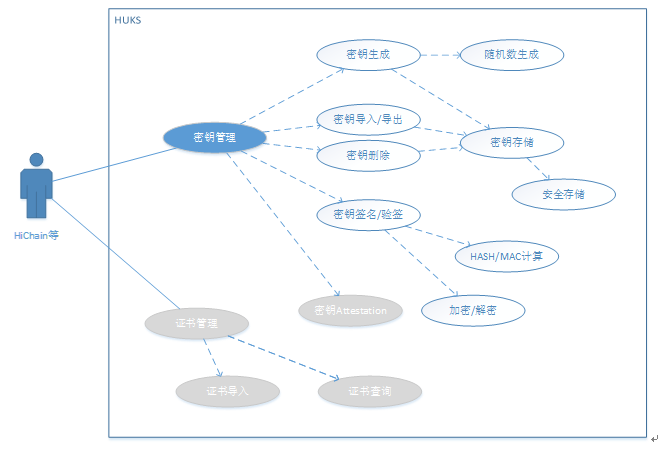 HUKS
密钥生成
随机数生成
密钥导入/导出
密钥管理
密钥存储
密钥删除
安全存储
密钥签名/验签
HiChain等
HASH/MAC计算
密钥Attestation
加密/解密
证书管理
证书导入
证书查询